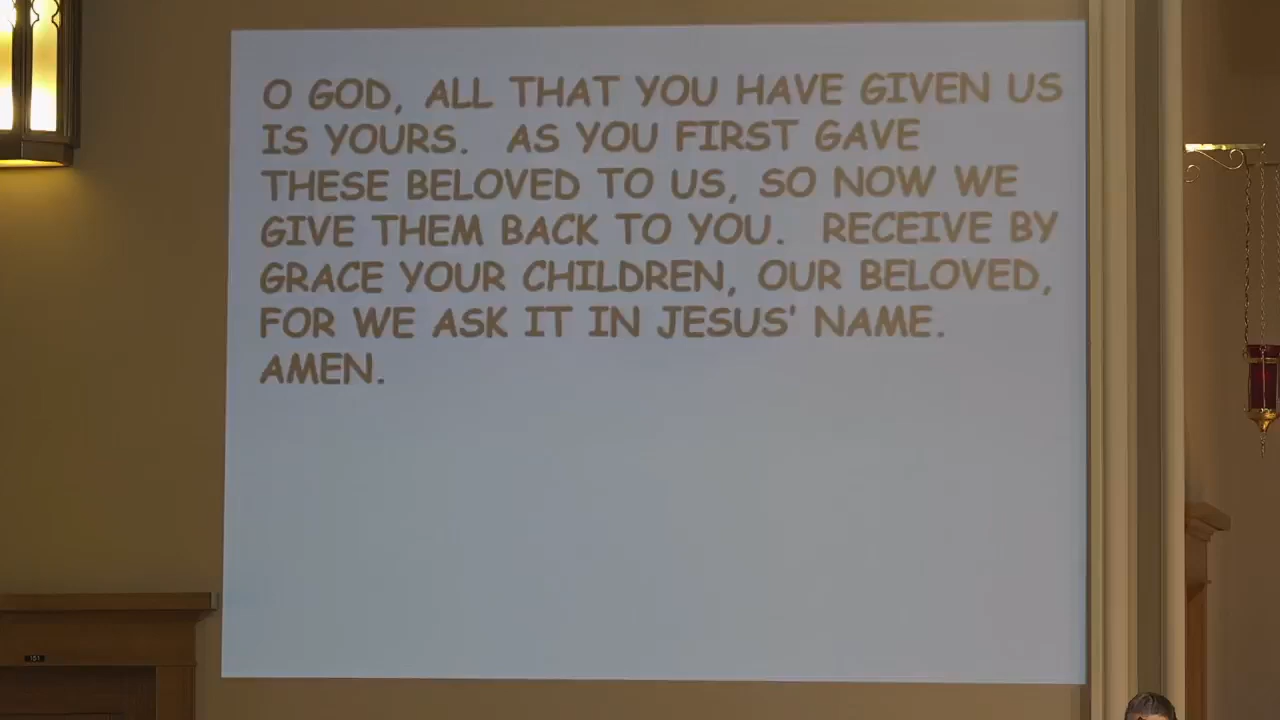 O GOD, ALL THAT YOU HAVE GIVEN US
IS YOURS. AS YOU FIRST GAVE
THESE BELOVED TO US, SO NOW WE
GIVE THEM BACK TO YOU. RECEIVE BY
GRACE YOUR CHILDREN, OUR BELOVED,
FOR WE ASK IT IN JESUS' NAME.
AMEN.